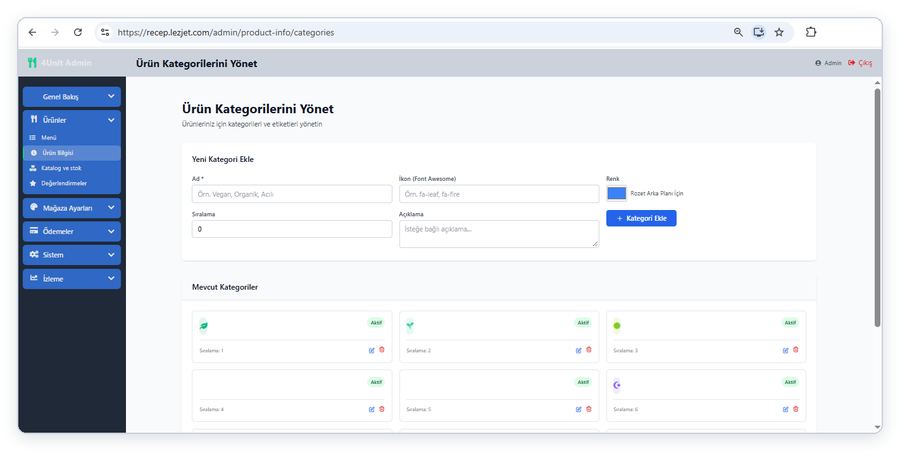 https://recep.lezjet.com/admin/product-info/categories
4Unit Admin
Ürün Kategorilerini Yönet
Admin
Çıkış
Genel Bakış
Ürünler
Menü
Ürün Bilgisi
Katalog ve stok
Değerlendirmeler
Mağaza Ayarları
Ödemeler
Sistem
İzleme
Ürün Kategorilerini Yönet
Ürünleriniz için kategorileri ve etiketleri yönetin
Yeni Kategori Ekle
Ad *
İkon (Font Awesome)
Renk
Örn. Vegan, Organik, Acılı
Örn. fa-leaf, fa-fire
Rozet Arka Planı İçin
Sıralama
Açıklama
0
İsteğe bağlı açıklama...
+ Kategori Ekle
Mevcut Kategoriler
Aktif
Aktif
Aktif
Sıralama: 1
Sıralama: 2
Sıralama: 3
Aktif
Aktif
Aktif
Sıralama: 4
Sıralama: 5
Sıralama: 6